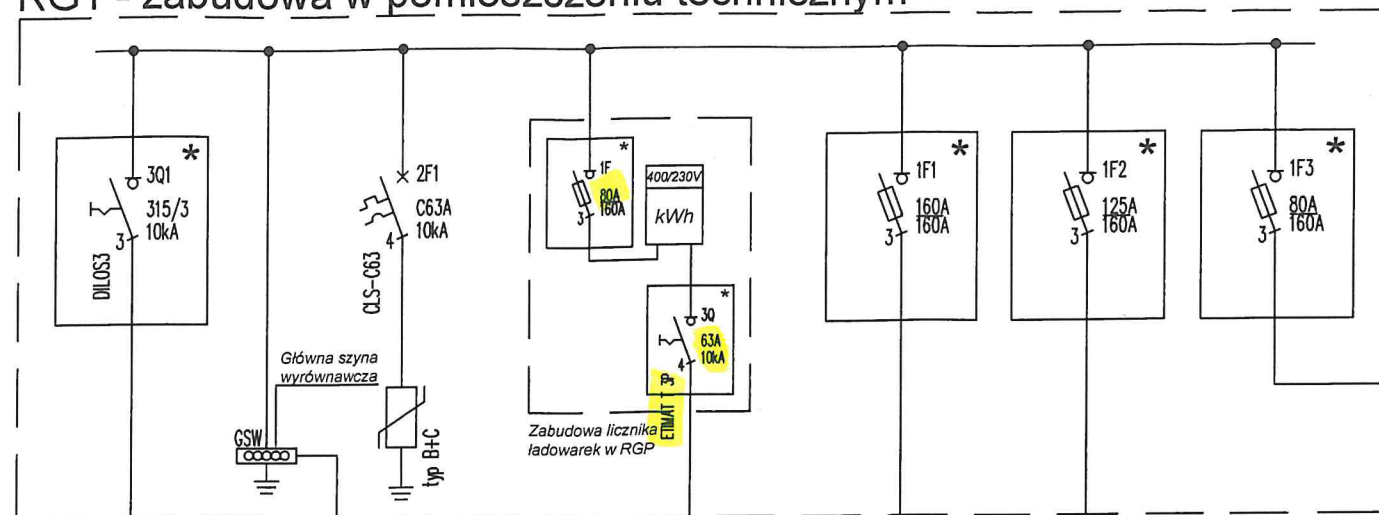 zabudowa w pomieszczeniu technicznym
*
3Q1
315/3
10kA
3
DILOS3
2F1
C63A
10kA
4
CLS-C63
Główna szyna
wyrównawcza
GSW
typ B+C
*
1F
80A
160A
3
400/230V
kWh
*
3Q
63A
10kA
4
ETIMAT T 3P
Zabudowa licznika
ładowarek w RGP
*
1F1
160A
160A
3
*
1F2
125A
160A
3
*
1F3
80A
160A
3